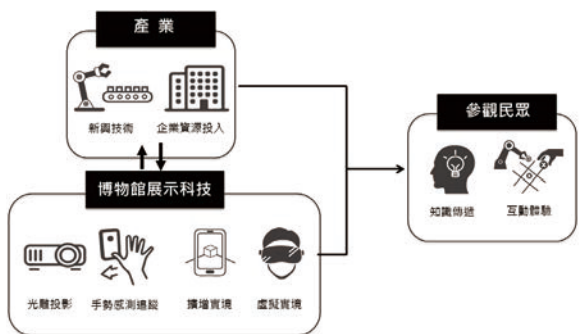 產 業
新興技術
企業資源投入
博物館展示科技
光雕投影
手勢感測追蹤
擴增實境
虛擬實境
參觀民眾
知識傳遞
互動體驗